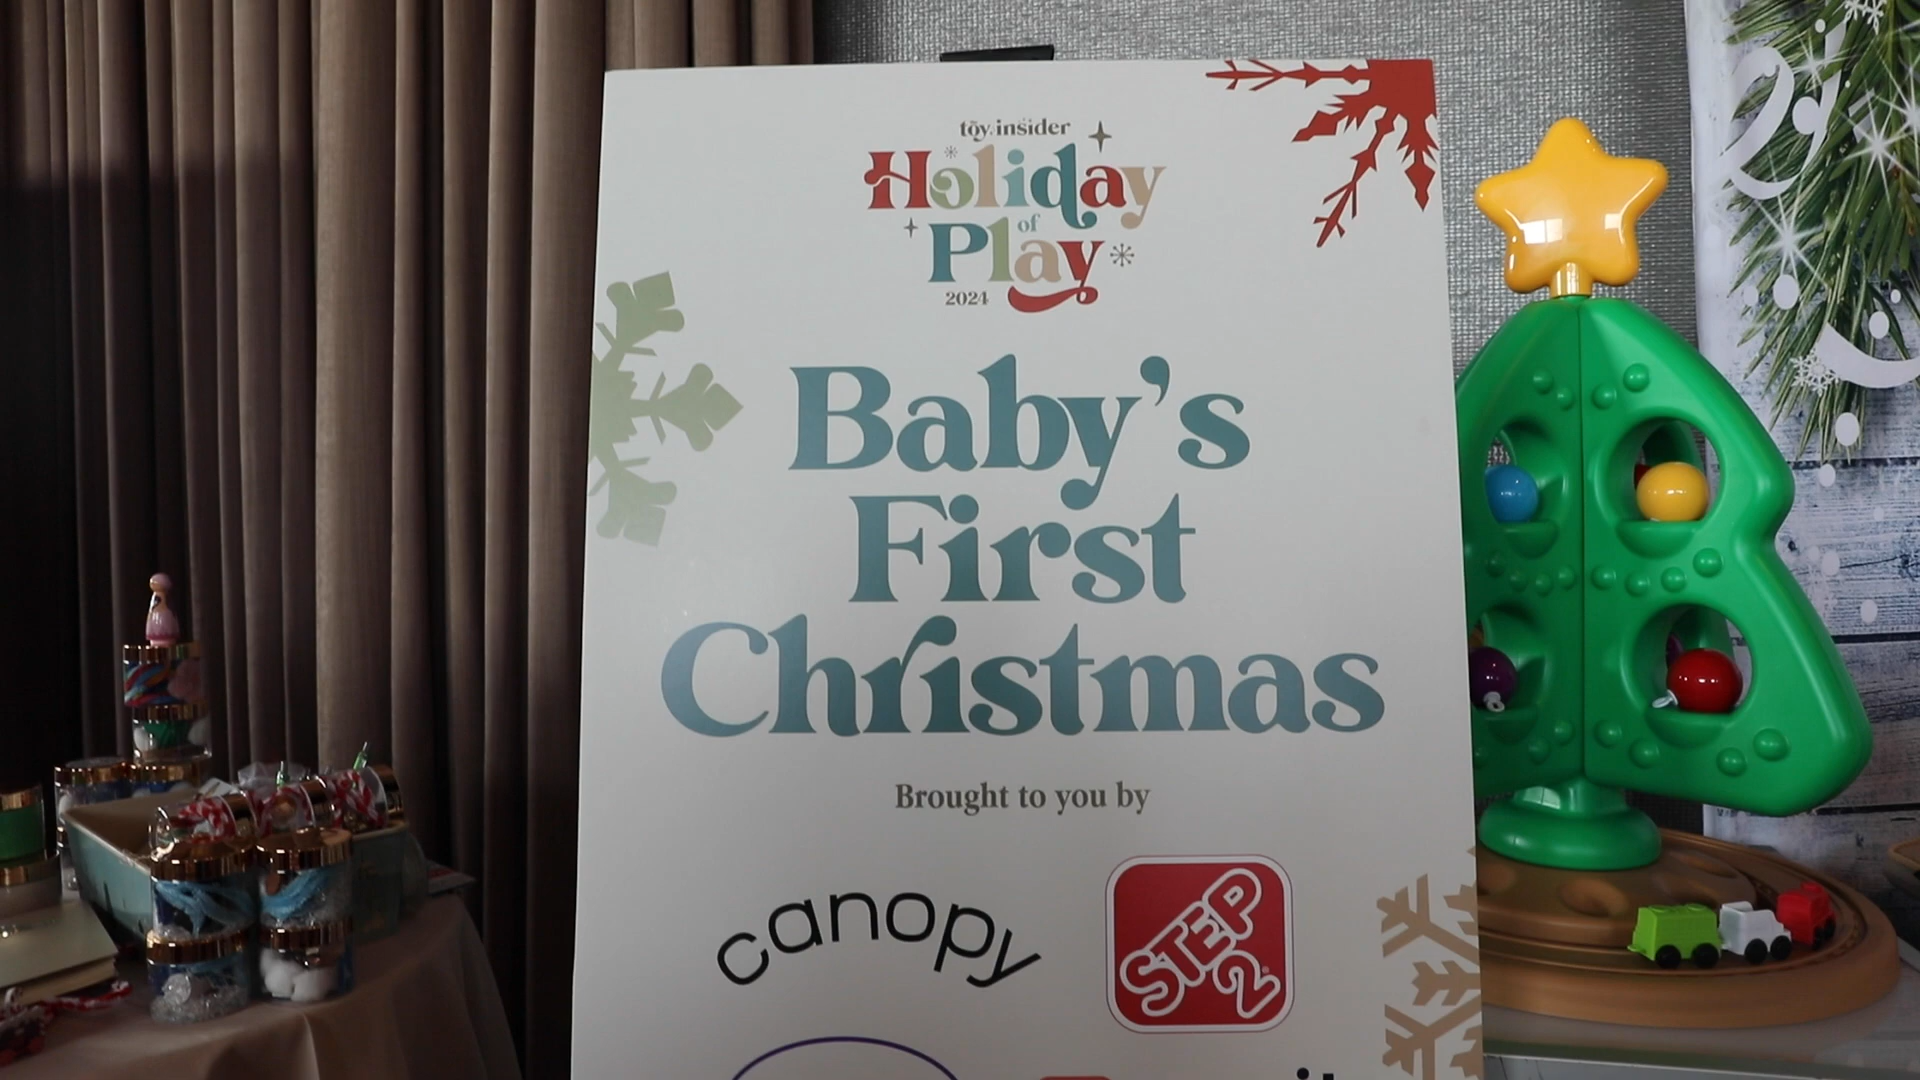 toy insider
Holiday
of
Play
2024
Baby's
First
Christmas
Brought to you by
canopy
STEP
2